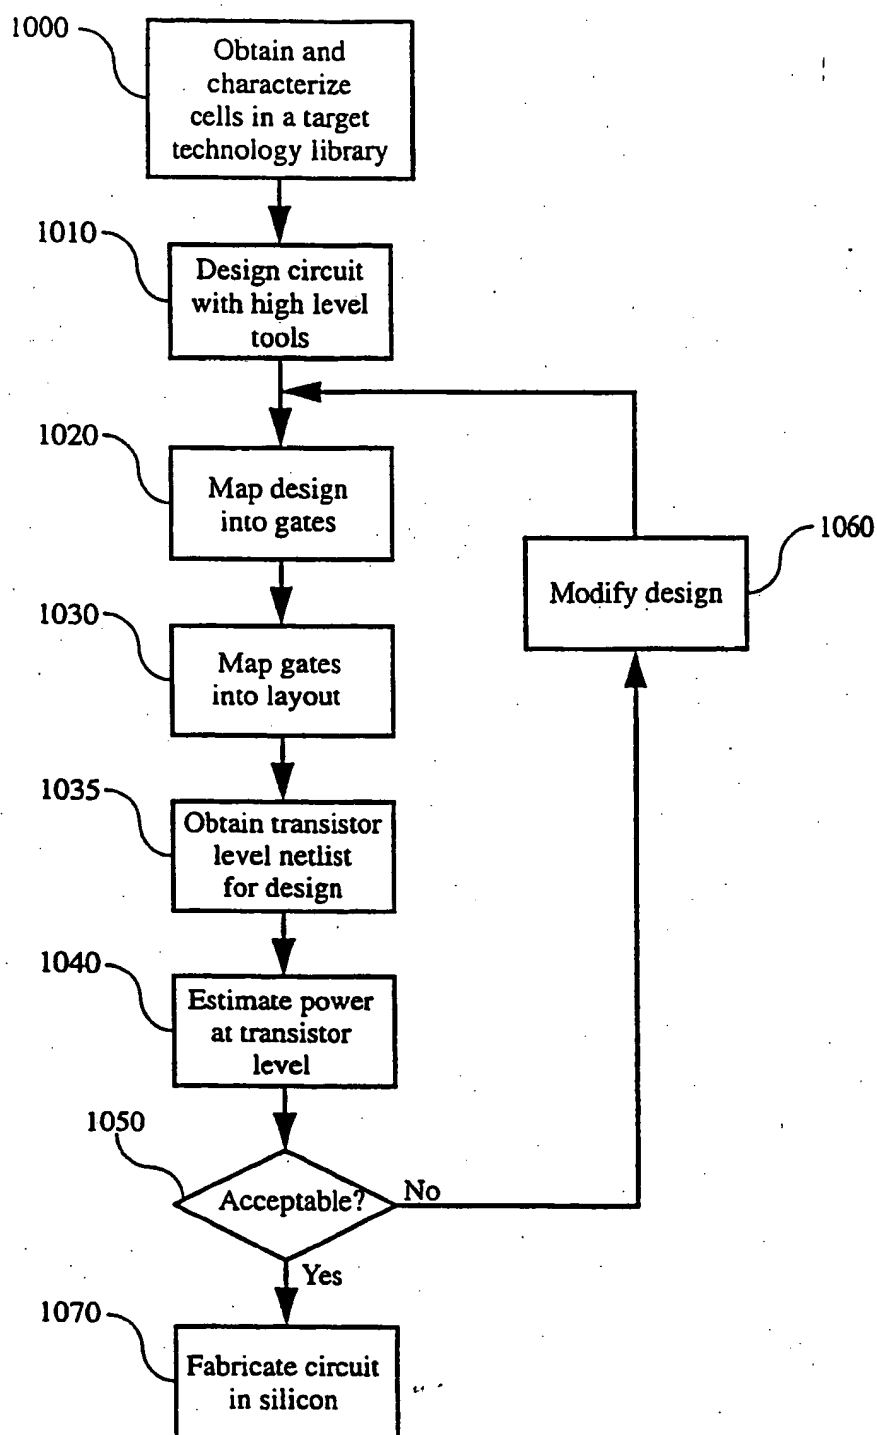 1000
Obtain and
characterize
cells in a target
technology library
1010
Design circuit
with high level
tools
1020
Map design
into gates
1060
Modify design
1030
Map gates
into layout
1035
Obtain transistor
level netlist
for design
1040
Estimate power
at transistor
level
1050
Acceptable?
No
Yes
1070
Fabricate circuit
in silicon